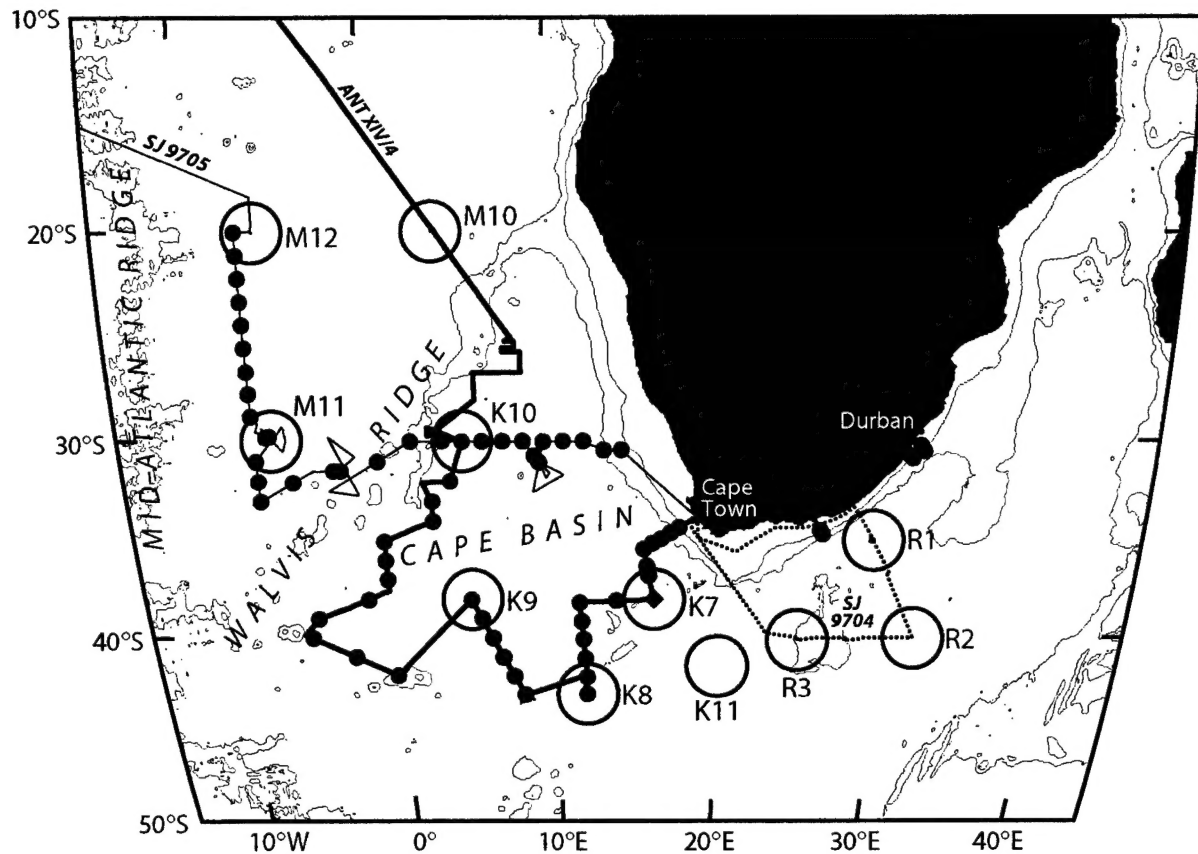 10°S
ANT XIV/4
SJ 9705
M12
M10
20°S
MID-ATLANTIC RIDGE
M11
WALVIS RIDGE
K10
Durban
30°S
Cape
Town
CAPE BASIN
R1
K9
K7
SJ
9704
R2
40°S
K8
K11
R3
50°S
10°W
0°
10°E
20°E
30°E
40°E